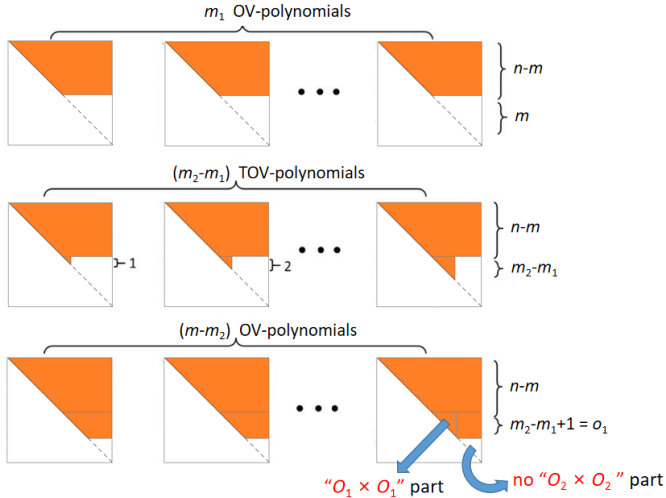 m₁ OV-polynomials
n-m
m
(m₂-m₁) TOV-polynomials
n-m
1
2
m₂-m₁
(m-m₂) OV-polynomials
n-m
m₂-m₁+1 = o₁
“O₁ × O₁” part
no “O₂ × O₂ ” part